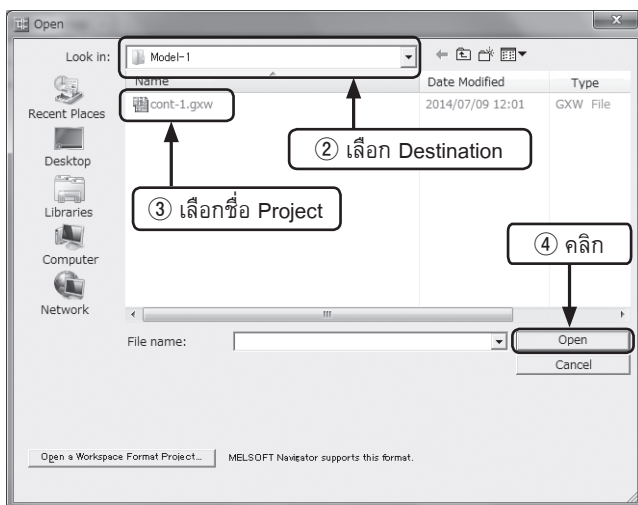 Open
Look in:
Model-1
Name
Date Modified
Type
cont-1.gxw
2014/07/09 12:01
GXW File
Recent Places
② เลือก Destination
Desktop
③ เลือกชื่อ Project
Libraries
④ คลิก
Computer
Network
File name:
Open
Cancel
Open a Workspace Format Project...
MELSOFT Navigator supports this format.